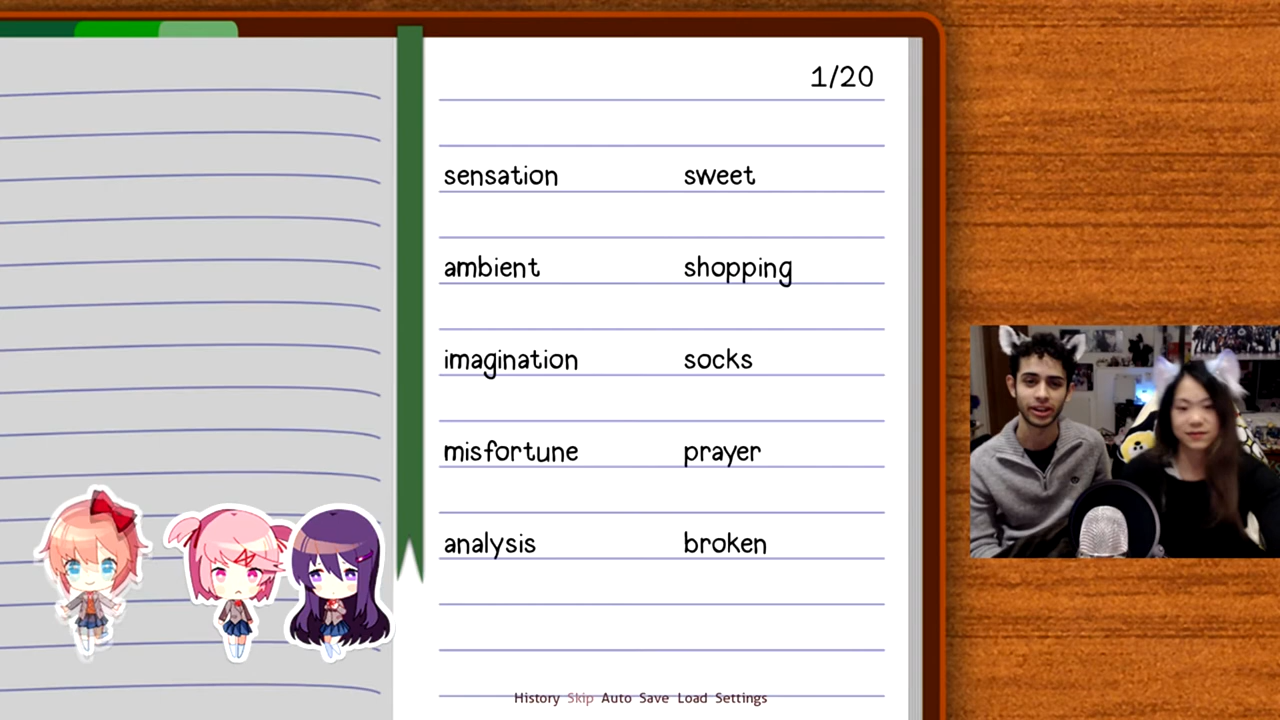 1/20
sensation sweet
ambient shopping
imagination socks
misfortune prayer
analysis broken
History Skip Auto Save Load Settings